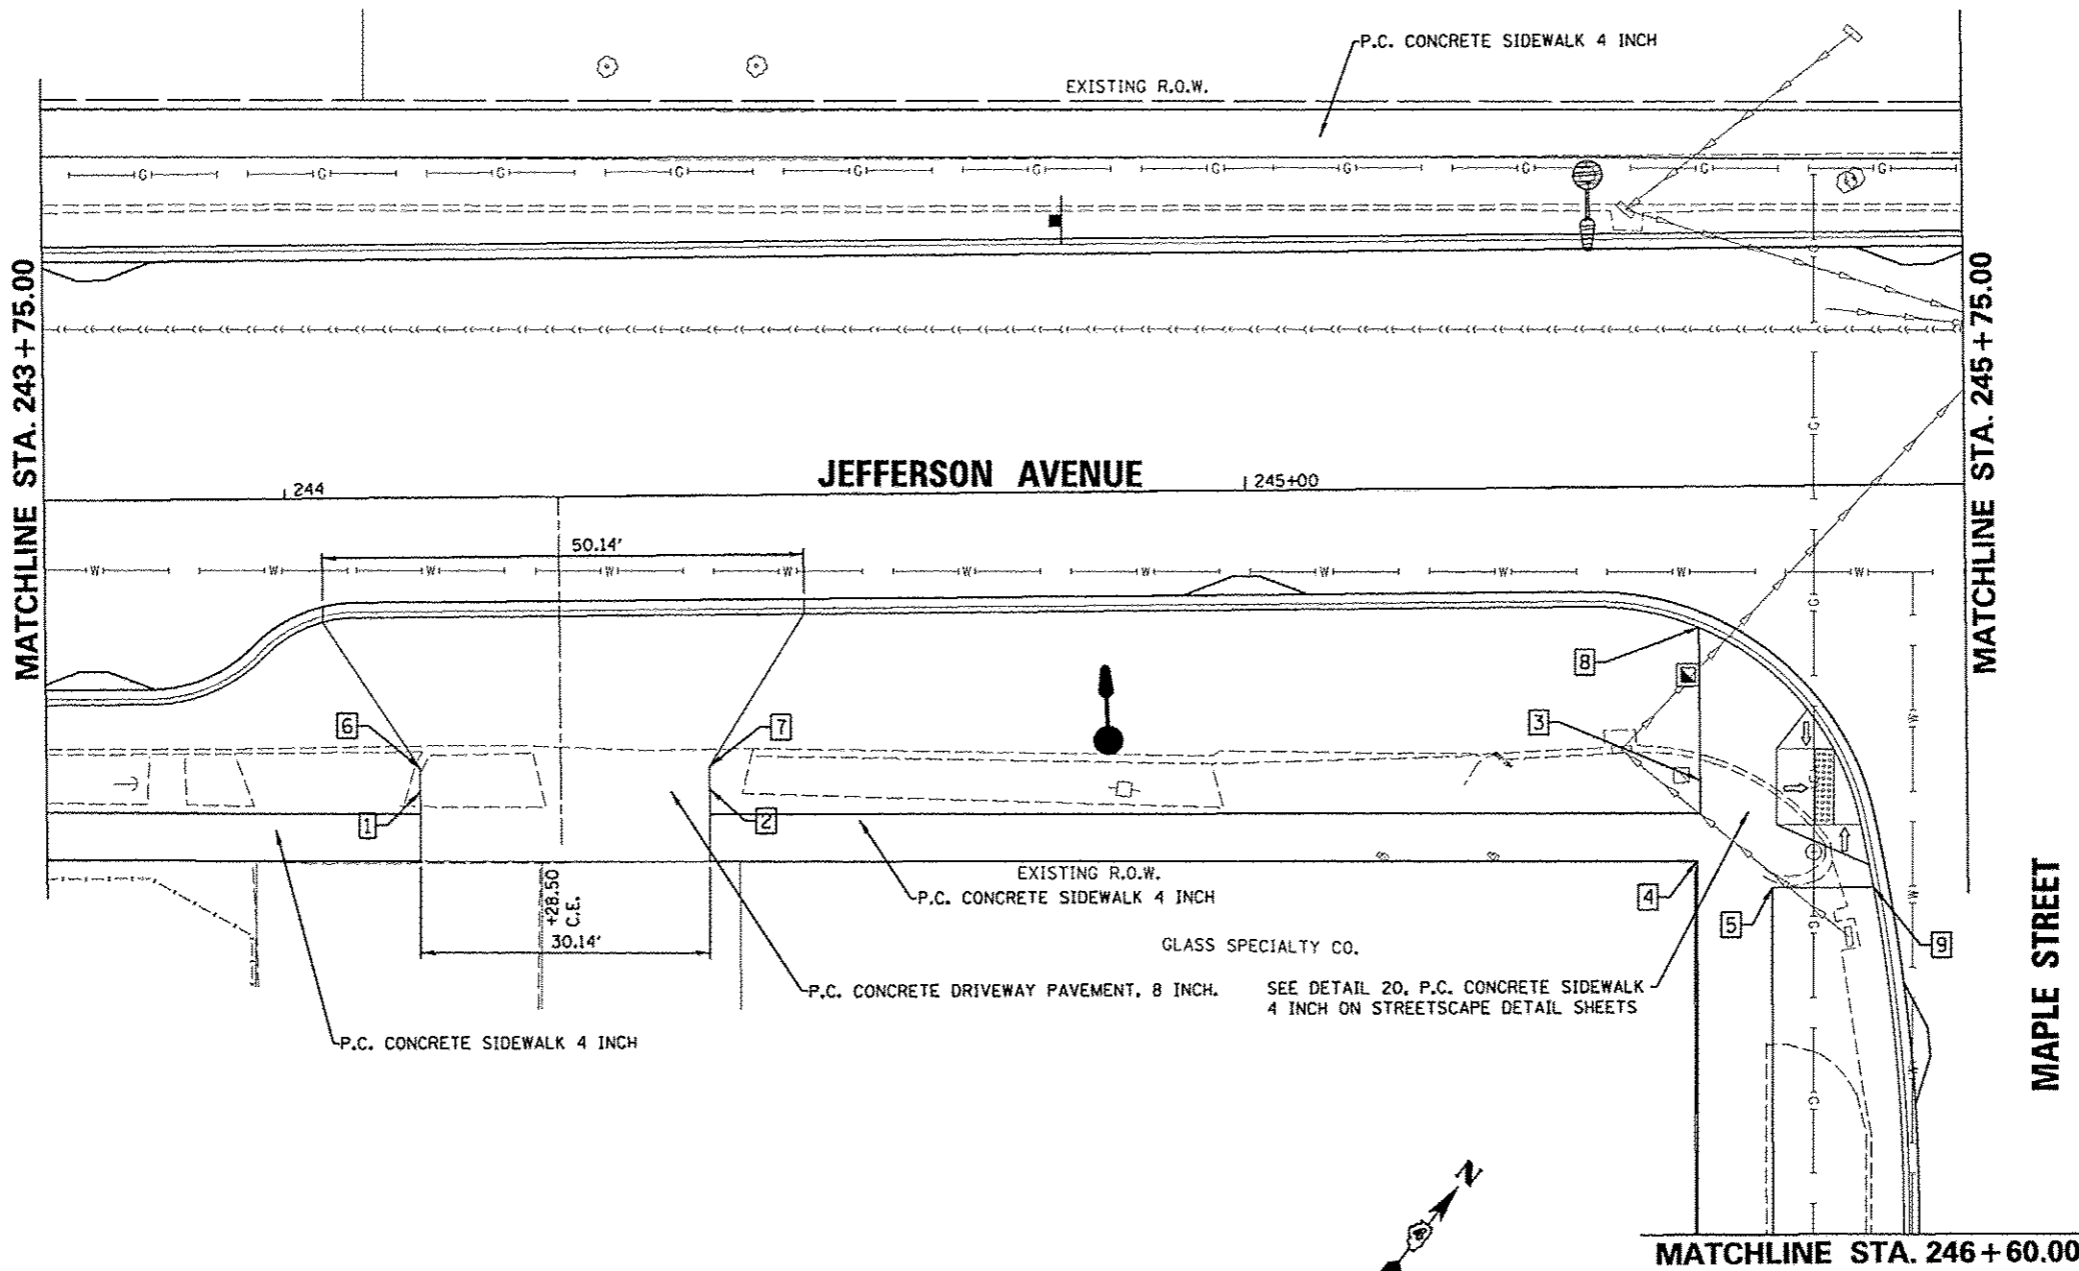 P.C. CONCRETE SIDEWALK 4 INCH
EXISTING R.O.W.
G G G G G G G G G G G
MATCHLINE STA. 243+75.00
MATCHLINE STA. 245+75.00
JEFFERSON AVENUE
244
245+00
50.14'
W W W W W W W W W W W
G
G
G
8
3
6
7
1
2
W
W
EXISTING R.O.W.
P.C. CONCRETE SIDEWALK 4 INCH
4
5
9
+28.50
C.E.
30.14'
GLASS SPECIALTY CO.
P.C. CONCRETE DRIVEWAY PAVEMENT, 8 INCH.
SEE DETAIL 20, P.C. CONCRETE SIDEWALK
4 INCH ON STREETSCAPE DETAIL SHEETS
P.C. CONCRETE SIDEWALK 4 INCH
G
G
MAPLE STREET
N
MATCHLINE STA. 246+60.00